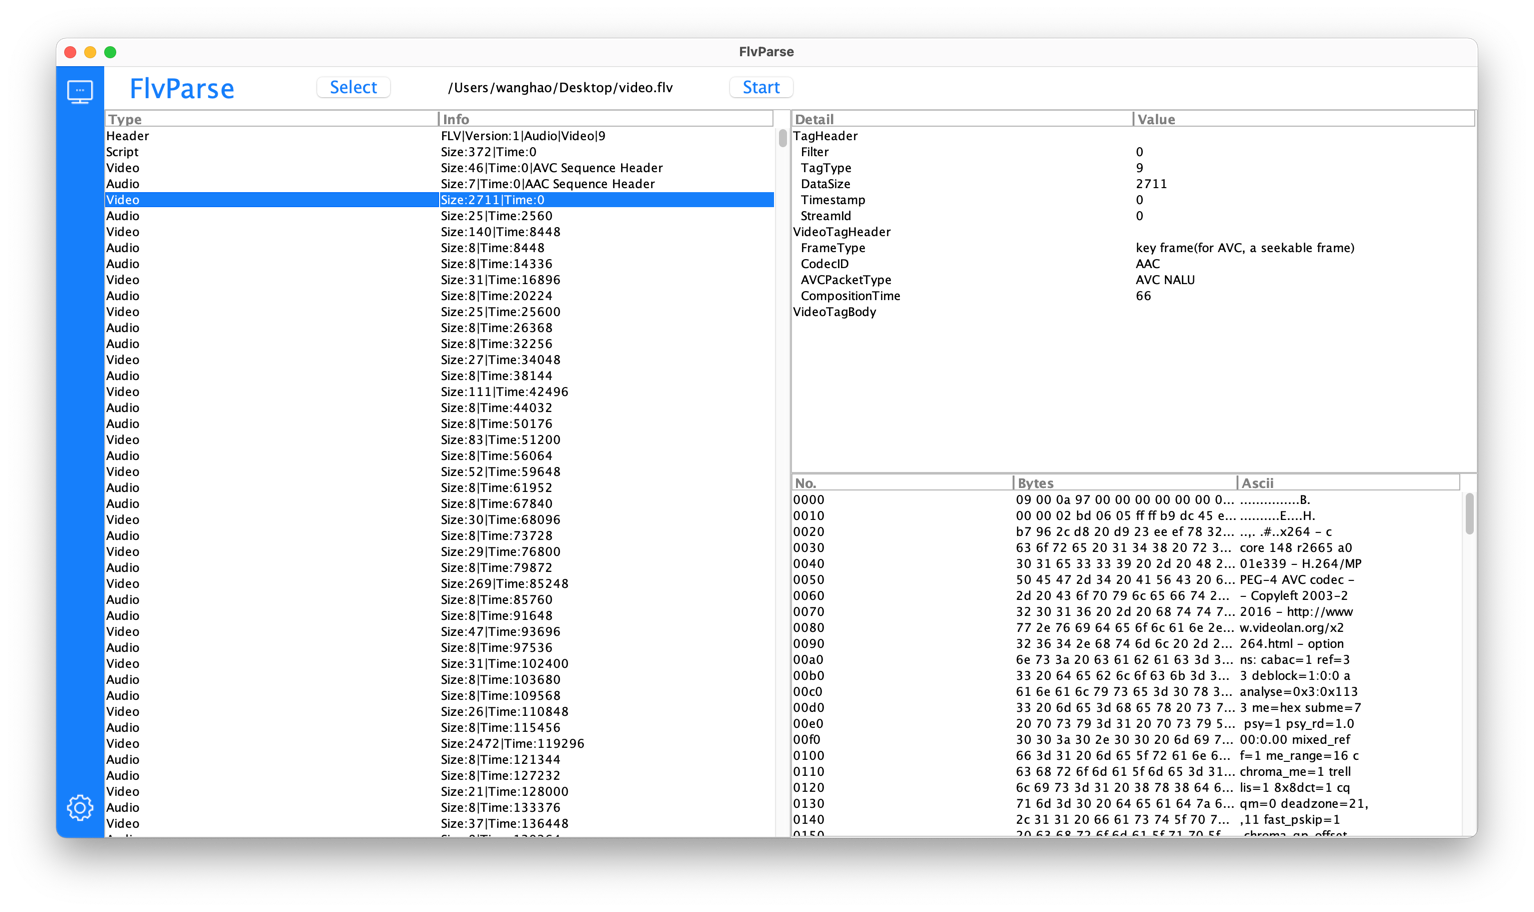 FlvParse
FlvParse Select /Users/wanghao/Desktop/video.flv Start
Type Info
Header FLV|Version:1|Audio|Video|9
Script Size:372|Time:0
Video Size:46|Time:0|AVC Sequence Header
Audio Size:7|Time:0|AAC Sequence Header
Video Size:2711|Time:0
Audio Size:25|Time:2560
Video Size:140|Time:8448
Audio Size:8|Time:8448
Audio Size:8|Time:14336
Video Size:31|Time:16896
Audio Size:8|Time:20224
Video Size:25|Time:25600
Audio Size:8|Time:26368
Audio Size:8|Time:32256
Video Size:27|Time:34048
Audio Size:8|Time:38144
Video Size:111|Time:42496
Audio Size:8|Time:44032
Audio Size:8|Time:50176
Video Size:83|Time:51200
Audio Size:8|Time:56064
Video Size:52|Time:59648
Audio Size:8|Time:61952
Audio Size:8|Time:67840
Video Size:30|Time:68096
Audio Size:8|Time:73728
Video Size:29|Time:76800
Audio Size:8|Time:79872
Video Size:269|Time:85248
Audio Size:8|Time:85760
Audio Size:8|Time:91648
Video Size:47|Time:93696
Audio Size:8|Time:97536
Video Size:31|Time:102400
Audio Size:8|Time:103680
Audio Size:8|Time:109568
Video Size:26|Time:110848
Audio Size:8|Time:115456
Video Size:2472|Time:119296
Audio Size:8|Time:121344
Audio Size:8|Time:127232
Video Size:21|Time:128000
Audio Size:8|Time:133376
Video Size:37|Time:136448
Detail Value
TagHeader
Filter 0
TagType 9
DataSize 2711
Timestamp 0
StreamId 0
VideoTagHeader
FrameType key frame(for AVC, a seekable frame)
CodecID AAC
AVCPacketType AVC NALU
CompositionTime 66
VideoTagBody
No. Bytes Ascii
0000 09 00 0a 97 00 00 00 00 00 00 0... ...............B.
0010 00 00 02 bd 06 05 ff ff b9 dc 45 e... ..........E....H.
0020 b7 96 2c d8 20 d9 23 ee ef 78 32... ..,. .#..x264 - c
0030 63 6f 72 65 20 31 34 38 20 72 3... core 148 r2665 a0
0040 30 31 65 33 33 39 20 2d 20 48 2... 01e339 - H.264/MP
0050 50 45 47 2d 34 20 41 56 43 20 6... PEG-4 AVC codec -
0060 2d 20 43 6f 70 79 6c 65 66 74 2... - Copyleft 2003-2
0070 32 30 31 36 20 2d 20 68 74 74 7... 2016 - http://www
0080 77 2e 76 69 64 65 6f 6c 61 6e 2e... w.videolan.org/x2
0090 32 36 34 2e 68 74 6d 6c 20 2d 2... 264.html - option
00a0 6e 73 3a 20 63 61 62 61 63 3d 3... ns: cabac=1 ref=3
00b0 33 20 64 65 62 6c 6f 63 6b 3d 3... 3 deblock=1:0:0 a
00c0 61 6e 61 6c 79 73 65 3d 30 78 3... analyse=0x3:0x113
00d0 33 20 6d 65 3d 68 65 78 20 73 7... 3 me=hex subme=7
00e0 20 70 73 79 3d 31 20 70 73 79 5... psy=1 psy_rd=1.0
00f0 30 30 3a 30 2e 30 30 20 6d 69 7... 00:0.00 mixed_ref
0100 66 3d 31 20 6d 65 5f 72 61 6e 6... f=1 me_range=16 c
0110 63 68 72 6f 6d 61 5f 6d 65 3d 31... chroma_me=1 trell
0120 6c 69 73 3d 31 20 38 78 38 64 6... lis=1 8x8dct=1 cq
0130 71 6d 3d 30 20 64 65 61 64 7a 6... qm=0 deadzone=21,
0140 2c 31 31 20 66 61 73 74 5f 70 7... ,11 fast_pskip=1
0150 20 63 68 72 6f 6d 61 5f 71 70 5f... chroma_qp_offset